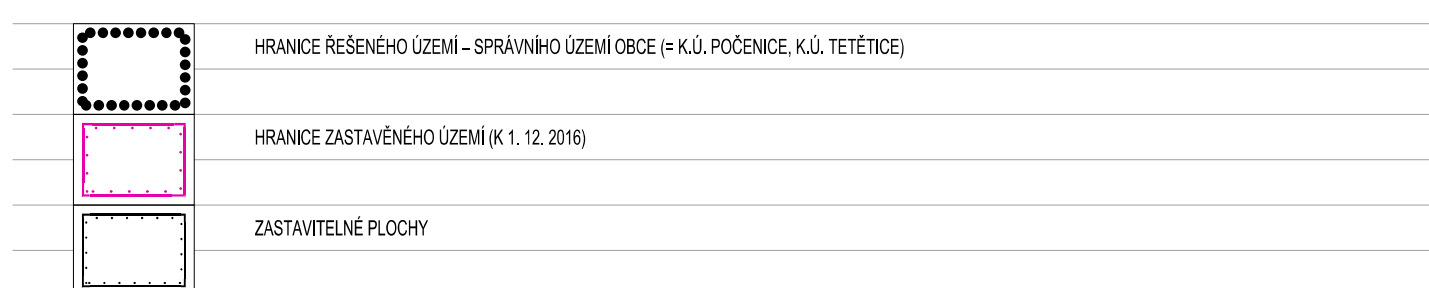 HRANICE ŘEŠENÉHO ÚZEMÍ – SPRÁVNÍHO ÚZEMÍ OBCE (= K.Ú. POČENICE, K.Ú. TETĚTICE)
HRANICE ZASTAVĚNÉHO ÚZEMÍ (K 1. 12. 2016)
ZASTAVITELNÉ PLOCHY